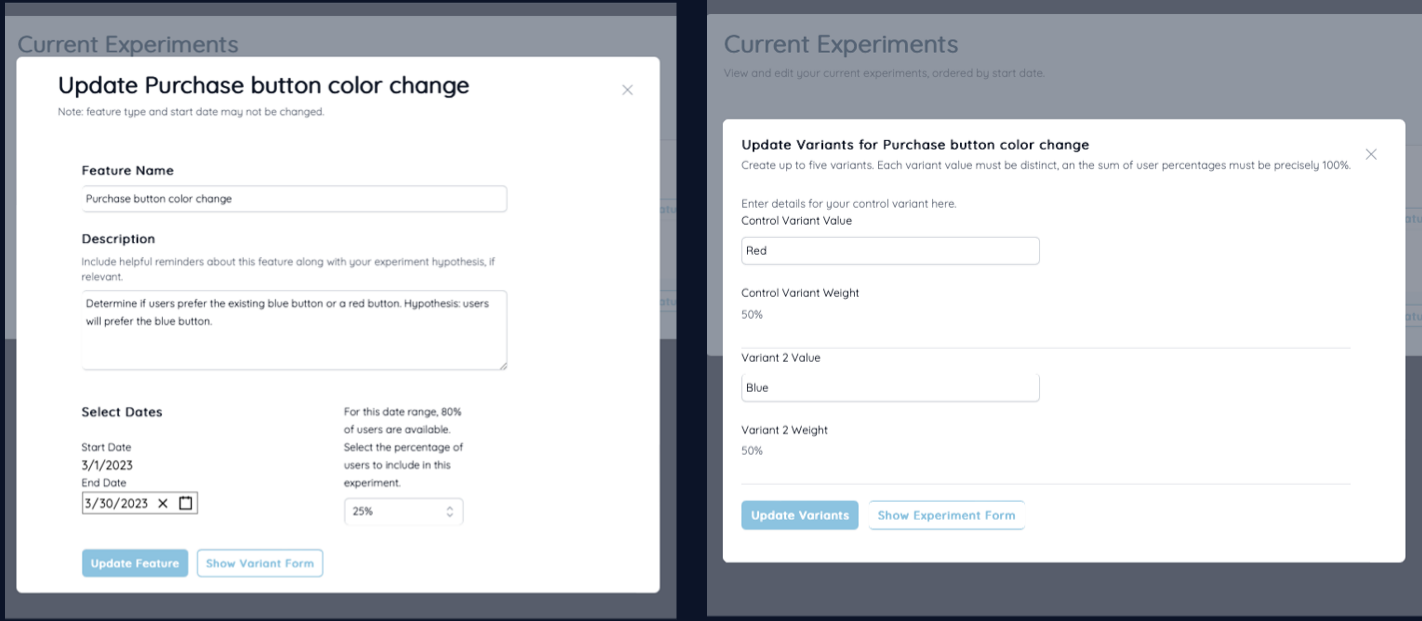 Current Experiments
Update Purchase button color change
Note: feature type and start date may not be changed.
Feature Name
Purchase button color change
Description
Include helpful reminders about this feature along with your experiment hypothesis, if
relevant.
Determine if users prefer the existing blue button or a red button. Hypothesis: users
will prefer the blue button.
Select Dates
Start Date
3/1/2023
End Date
3/30/2023
For this date range, 80%
of users are available.
Select the percentage of
users to include in this
experiment.
25%
Update Feature
Show Variant Form
Current Experiments
View and edit your current experiments, ordered by start date.
Update Variants for Purchase button color change
Create up to five variants. Each variant value must be distinct, an the sum of user percentages must be precisely 100%.
Enter details for your control variant here.
Control Variant Value
Red
Control Variant Weight
50%
Variant 2 Value
Blue
Variant 2 Weight
50%
Update Variants
Show Experiment Form